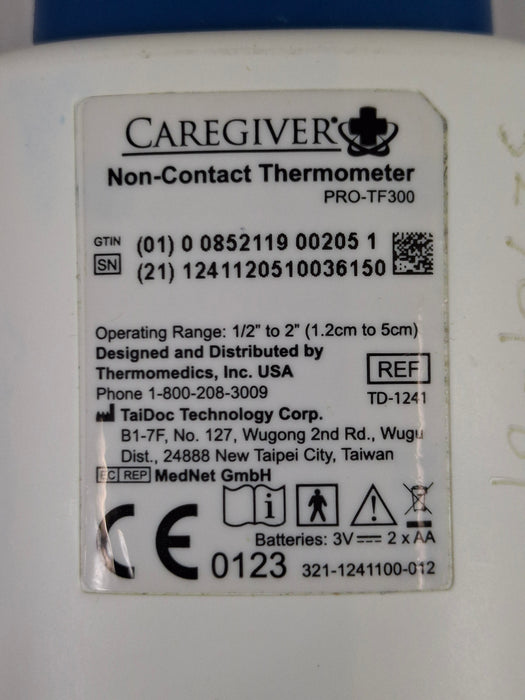 CAREGIVER®
Non-Contact Thermometer
PRO-TF300
GTIN (01) 0 0852119 00205 1
SN (21) 1241120510036150
Operating Range: 1/2" to 2" (1.2cm to 5cm)
Designed and Distributed by
Thermomedics, Inc. USA
REF
Phone 1-800-208-3009
TD-1241
TaiDoc Technology Corp.
B1-7F, No. 127, Wugong 2nd Rd., Wugu
Dist., 24888 New Taipei City, Taiwan
EC REP MedNet GmbH
i
Batteries: 3V 2 x AA
CE 0123 321-1241100-012